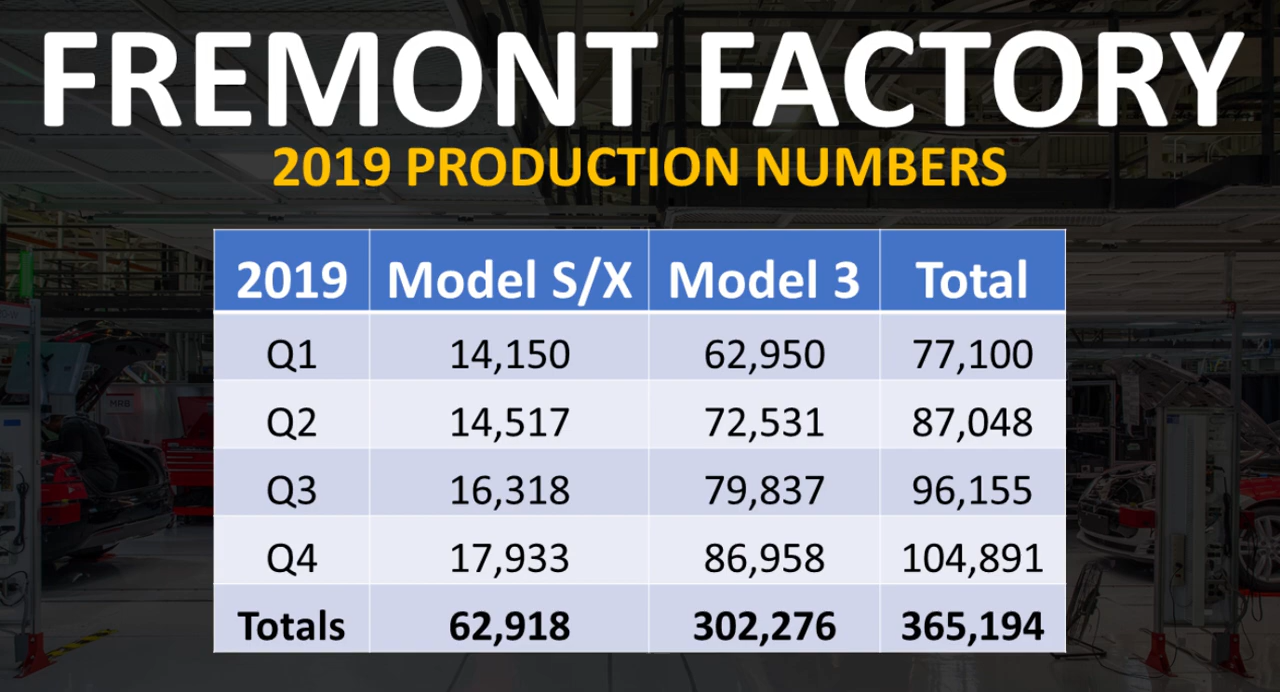 FREMONT FACTORY
2019 PRODUCTION NUMBERS
2019 Model S/X Model 3 Total
Q1 14,150 62,950 77,100
Q2 14,517 72,531 87,048
Q3 16,318 79,837 96,155
Q4 17,933 86,958 104,891
Totals 62,918 302,276 365,194